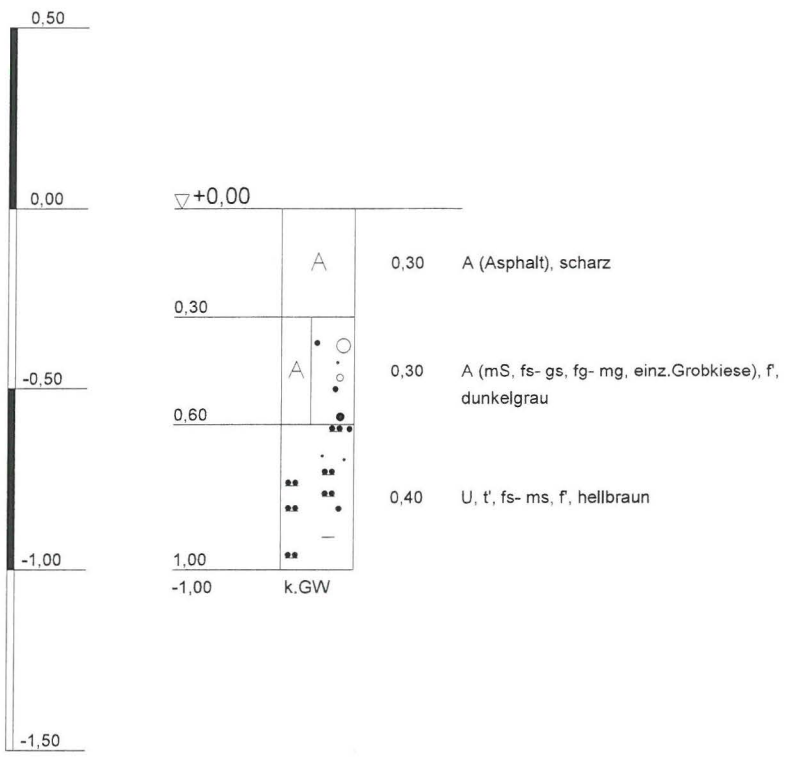 0,50
0,00
▽ +0,00
A
0,30
A (Asphalt), scharz
0,30
A
0,30
A (mS, fs- gs, fg- mg, einz.Grobkiese), f',
dunkelgrau
-0,50
0,60
0,40
U, t', fs- ms, f', hellbraun
-1,00
1,00
-1,00
k.GW
-1,50